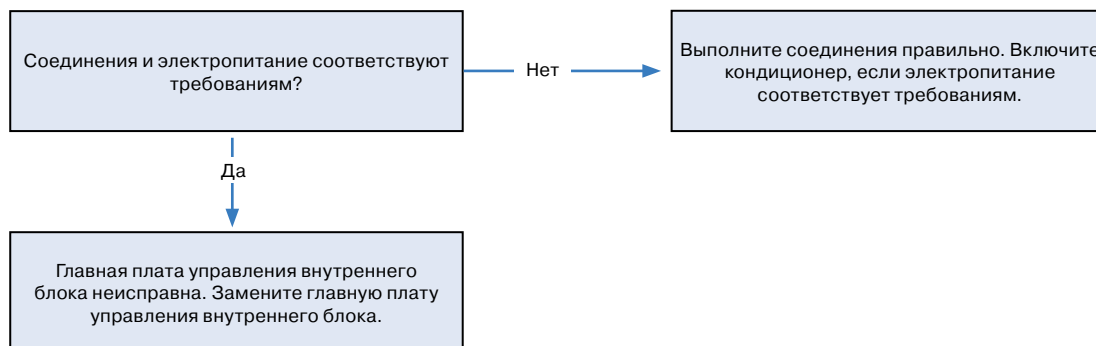 Соединения и электропитание соответствуют
требованиям?
Нет
Выполните соединения правильно. Включите
кондиционер, если электропитание
соответствует требованиям.
Да
Главная плата управления внутреннего
блока неисправна. Замените главную плату
управления внутреннего блока.